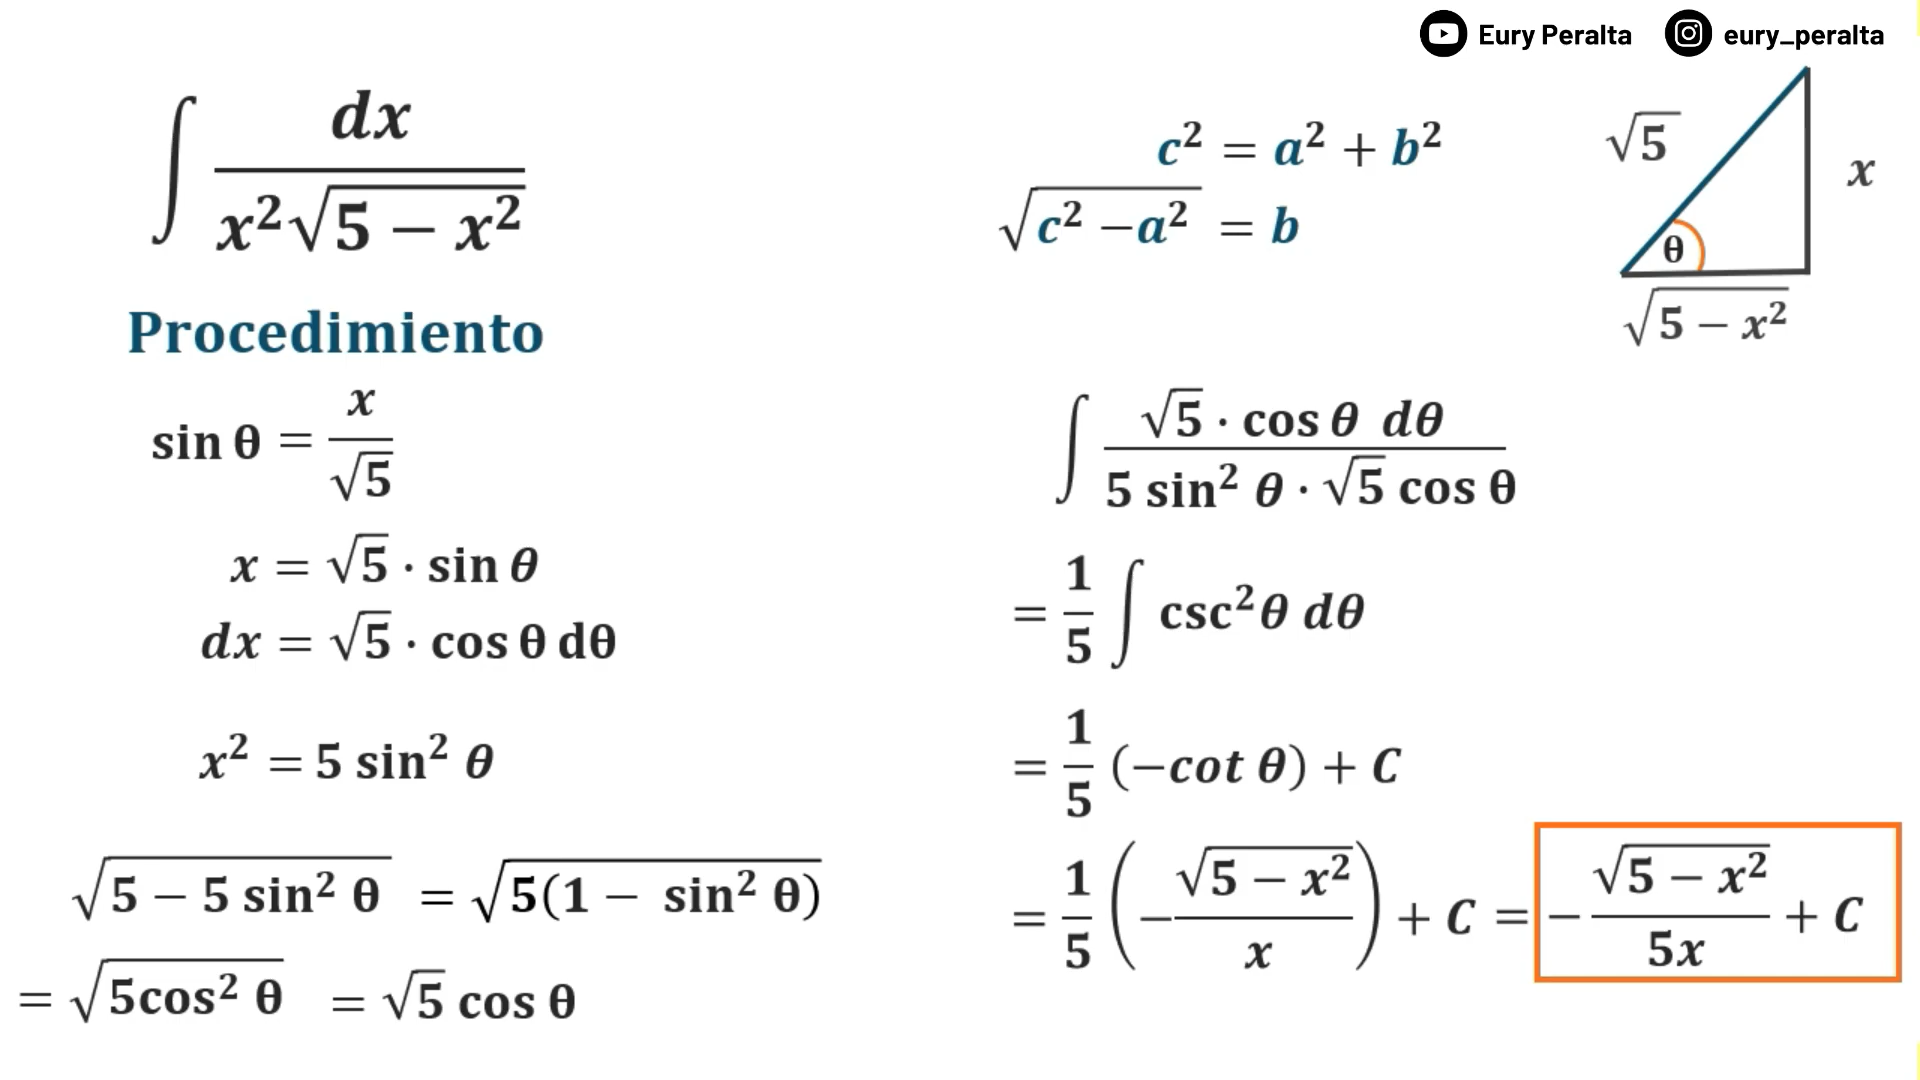 Eury Peralta eury_peralta
∫ dx / (x²√(5 − x²))
Procedimiento
sin θ = x / √5
x = √5 · sin θ
dx = √5 · cos θ dθ
x² = 5 sin² θ
√(5 − 5 sin² θ) = √(5(1 − sin² θ))
= √(5cos² θ) = √5 cos θ
c² = a² + b²
√(c² −a²) = b
√5
x
θ
√(5 − x²)
∫ (√5 · cos θ dθ) / (5 sin² θ · √5 cos θ)
= 1/5 ∫ csc²θ dθ
= 1/5 (−cot θ) + C
= 1/5 (−√(5 − x²) / x) + C = −√(5 − x²) / 5x + C